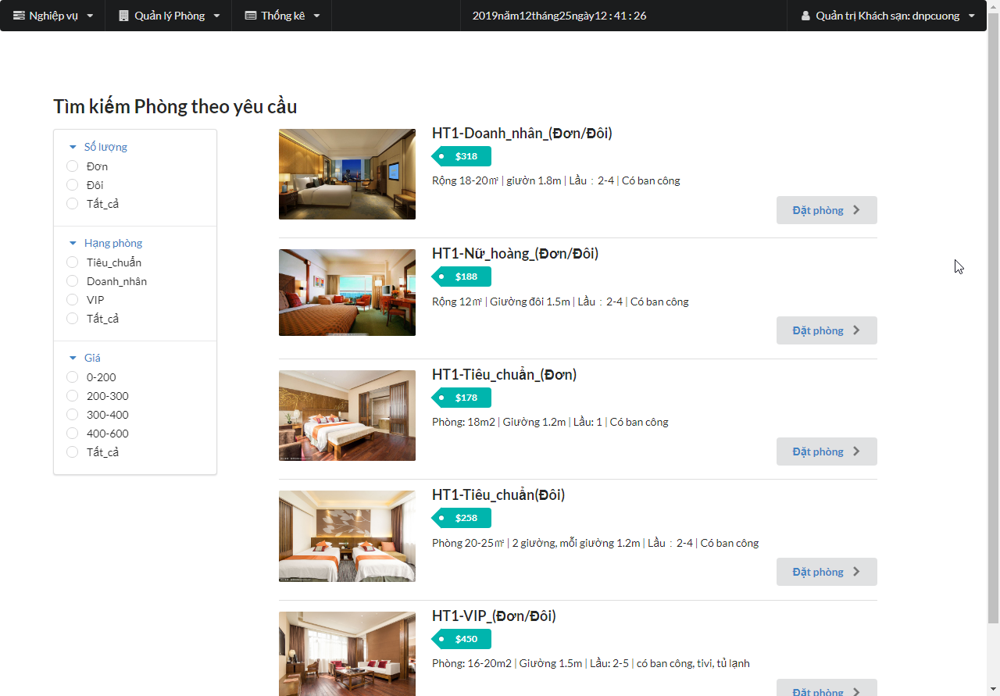 Nghiệp vụ
Quản lý Phòng
Thống kê
2019năm12tháng25ngày12 : 41 : 26
Quản trị Khách sạn: dnpcuong
Tìm kiếm Phòng theo yêu cầu
Số lượng
Đơn
Đôi
Tất_cả
Hạng phòng
Tiêu_chuẩn
Doanh_nhân
VIP
Tất_cả
Giá
0-200
200-300
300-400
400-600
Tất_cả
HT1-Doanh_nhân_(Đơn/Đôi)
$318
Rộng 18-20㎡ | giườn 1.8m | Lầu：2-4 | Có ban công
Đặt phòng
HT1-Nữ_hoàng_(Đơn/Đôi)
$188
Rộng 12㎡ | Giường đôi 1.5m | Lầu：2-4 | Có ban công
Đặt phòng
HT1-Tiêu_chuẩn_(Đơn)
$178
Phòng: 18m2 | Giường 1.2m | Lầu: 1 | Có ban công
Đặt phòng
HT1-Tiêu_chuẩn(Đôi)
$258
Phòng 20-25㎡ | 2 giường, mỗi giường 1.2m | Lầu：2-4 | Có ban công
Đặt phòng
HT1-VIP_(Đơn/Đôi)
$450
Phòng: 16-20m2 | Giường 1.5m | Lầu: 2-5 | có ban công, tivi, tủ lạnh
Đặt phòng